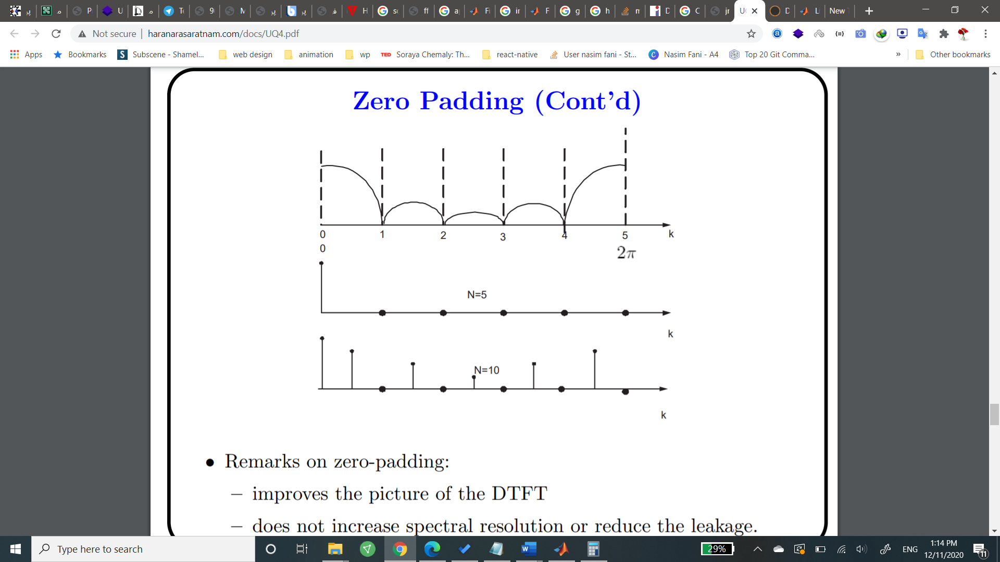 New
Not secure | haranarasaratnam.com/docs/UQ4.pdf
Apps Bookmarks Subscene - Shamel... web design animation wp TED Soraya Chemaly: Th... react-native User nasim fani - St... Nasim Fani - A4 Top 20 Git Comma... » Other bookmarks
Zero Padding (Cont'd)
0 1 2 3 4 5 k
0 2π
N=5
k
N=10
k
• Remarks on zero-padding:
– improves the picture of the DTFT
– does not increase spectral resolution or reduce the leakage.
Type here to search
29%
ENG
1:14 PM
12/11/2020
11